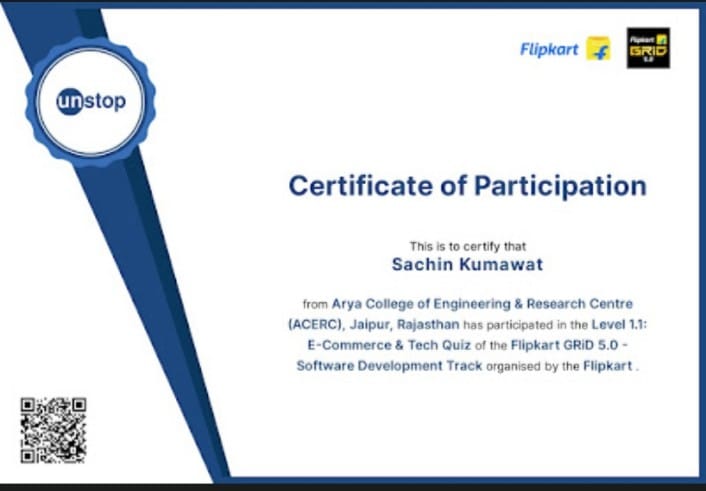 Flipkart
Flipkart
GRiD
5.0
unstop
Certificate of Participation
This is to certify that
Sachin Kumawat
from Arya College of Engineering & Research Centre
(ACERC), Jaipur, Rajasthan has participated in the Level 1.1:
E-Commerce & Tech Quiz of the Flipkart GRiD 5.0 -
Software Development Track organised by the Flipkart .